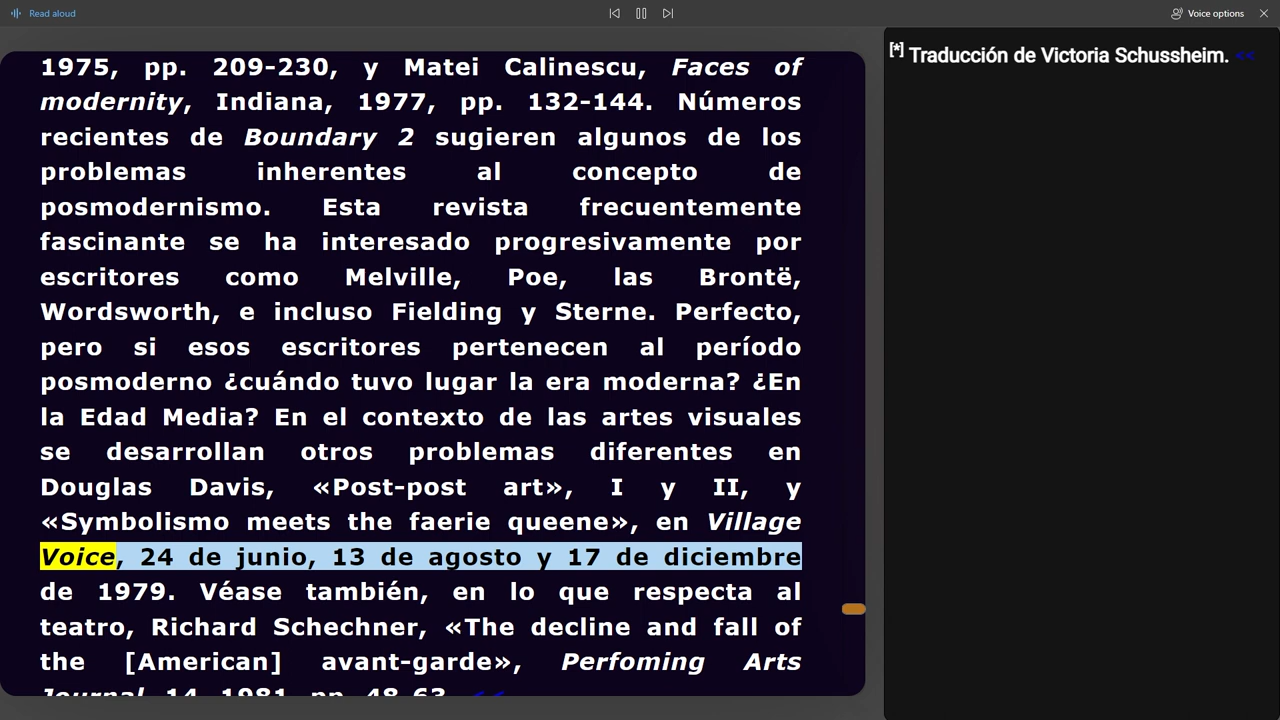 Read aloud
Voice options
1975, pp. 209-230, y Matei Calinescu, Faces of
modernity, Indiana, 1977, pp. 132-144. Números
recientes de Boundary 2 sugieren algunos de los
problemas inherentes al concepto de
posmodernismo. Esta revista frecuentemente
fascinante se ha interesado progresivamente por
escritores como Melville, Poe, las Brontë,
Wordsworth, e incluso Fielding y Sterne. Perfecto,
pero si esos escritores pertenecen al período
posmoderno ¿cuándo tuvo lugar la era moderna? ¿En
la Edad Media? En el contexto de las artes visuales
se desarrollan otros problemas diferentes en
Douglas Davis, «Post-post art», I y II, y
«Symbolismo meets the faerie queene», en Village
Voice, 24 de junio, 13 de agosto y 17 de diciembre
de 1979. Véase también, en lo que respecta al
teatro, Richard Schechner, «The decline and fall of
the [American] avant-garde», Perfoming Arts
Journal 14, 1981, pp. 48-63. <<
[*] Traducción de Victoria Schussheim. <<